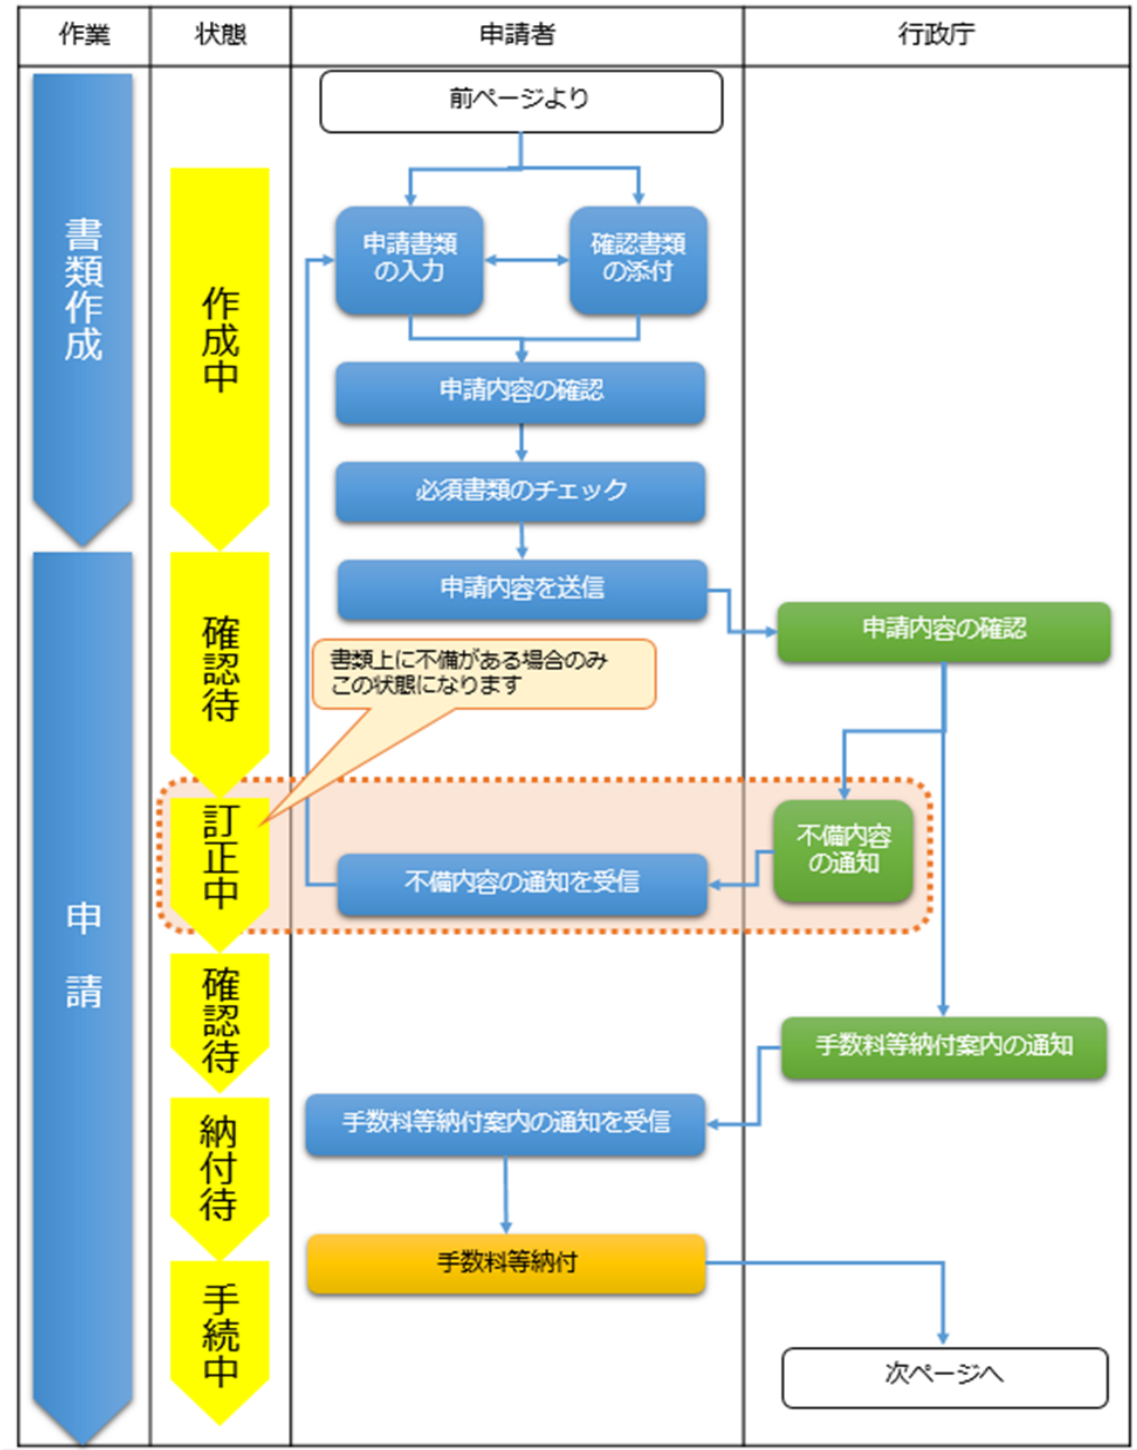 作業
状態
申請者
行政庁
前ページより
書類作成
作成中
申請書類
の入力
確認書類
の添付
申請内容の確認
必須書類のチェック
申請内容を送信
申請内容の確認
確認待
書類上に不備がある場合のみ
この状態になります
訂正中
不備内容
の通知
不備内容の通知を受信
申請
確認待
手数料等納付案内の通知
手数料等納付案内の通知を受信
納付待
手数料等納付
手続中
次ページへ